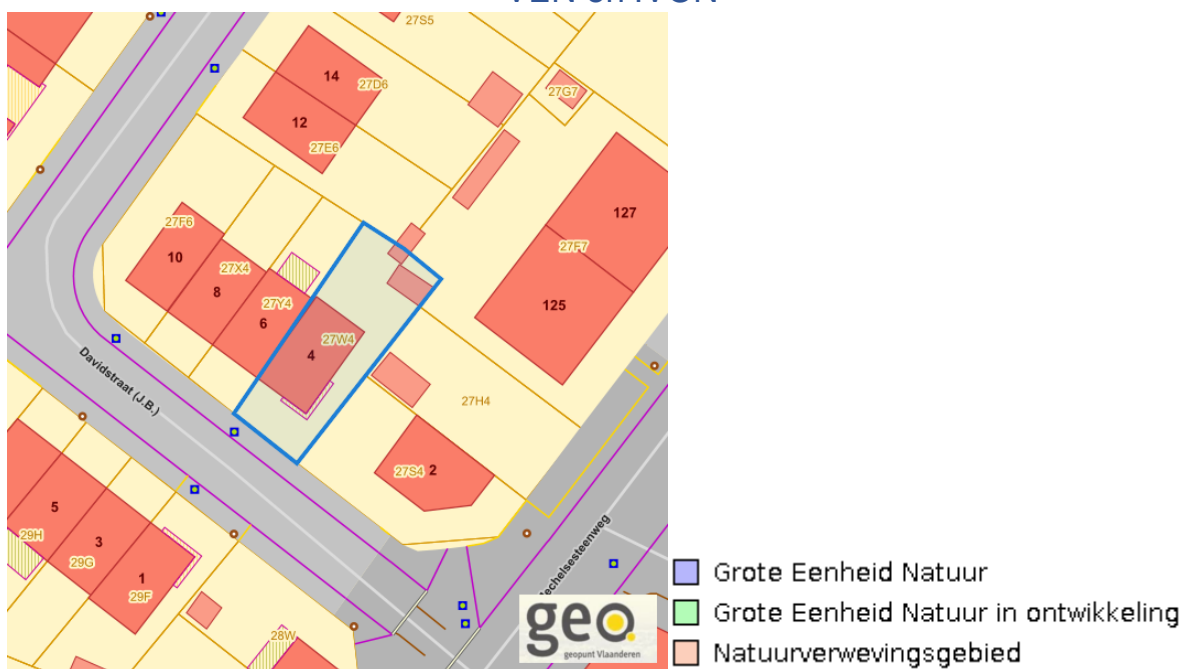 27S5
14
27D6
27G7
12
27E6
127
27F6
27F7
10
27X4
8
27Y4
125
6
27W4
4
Davidstraat (J.B.)
27H4
27S4 2
5
29H
3
29G
1
29F
28W
echelsesteenweg
geo
geopunt Vlaanderen
Grote Eenheid Natuur
Grote Eenheid Natuur in ontwikkeling
Natuurverwevingsgebied